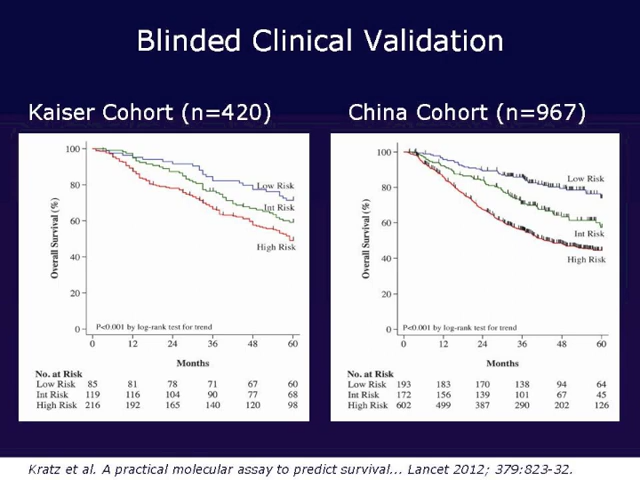 Blinded Clinical Validation
Kaiser Cohort (n=420)
China Cohort (n=967)
Overall Survival (%)
100
80
60
40
20
0
Low Risk
Int Risk
High Risk
P<0.001 by log-rank test for trend
0 12 24 36 48 60
Months
No. at Risk
Low Risk 85 81 78 71 67 60
Int Risk 119 116 104 90 77 68
High Risk 216 192 165 140 120 98
Overall Survival (%)
100
80
60
40
20
0
Low Risk
Int Risk
High Risk
P<0.001 by log-rank test for trend
0 12 24 36 48 60
Months
No. at Risk
Low Risk 193 183 170 138 94 64
Int Risk 172 156 139 101 67 45
High Risk 602 499 387 290 202 126
Kratz et al. A practical molecular assay to predict survival... Lancet 2012; 379:823-32.